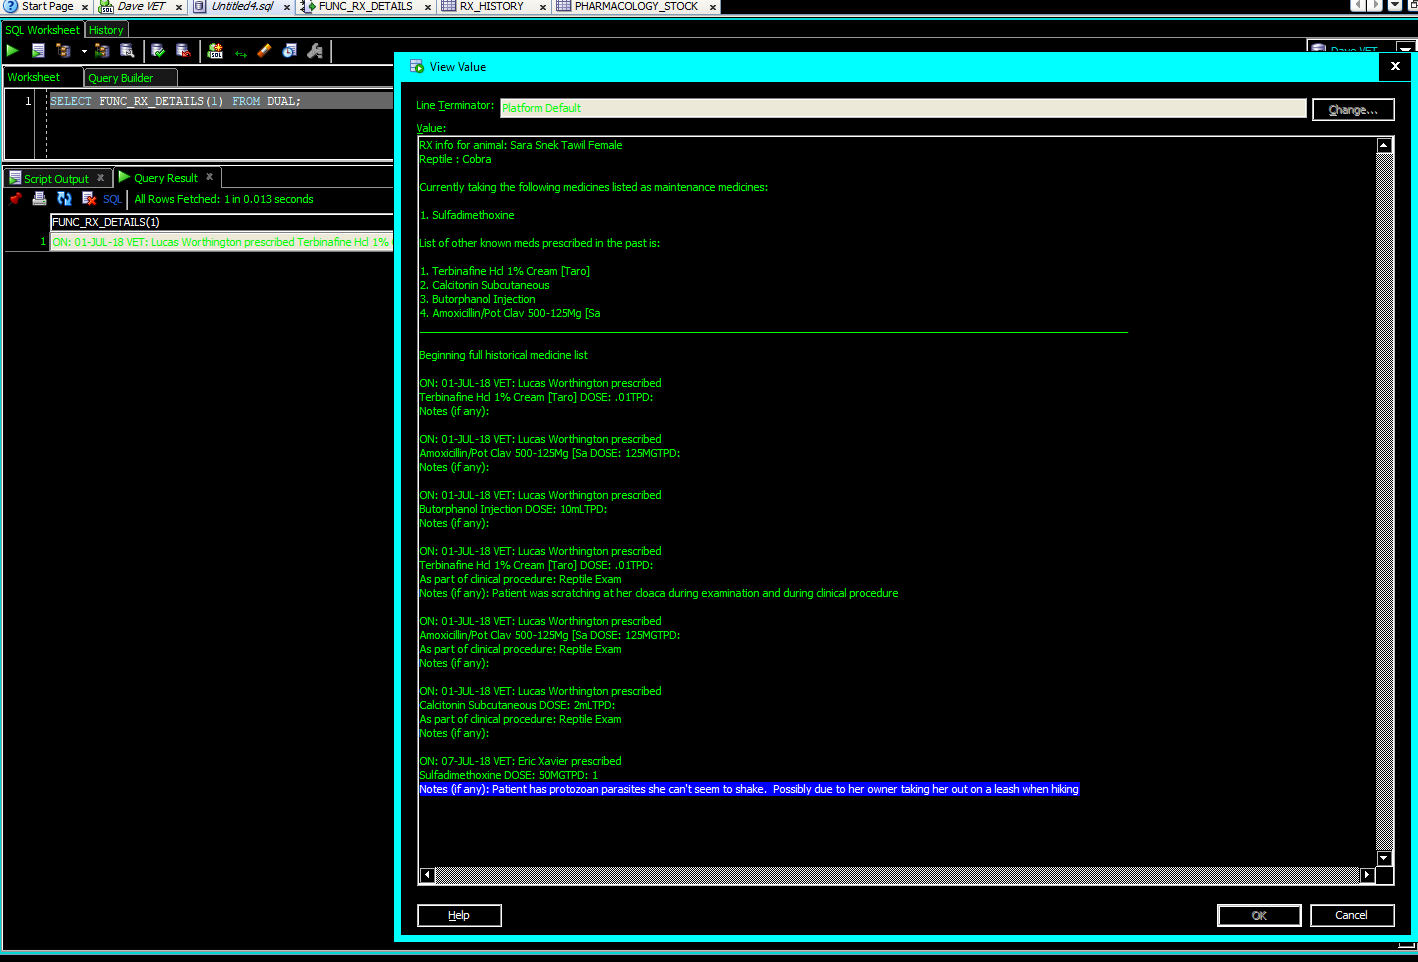 Start Page
Dave VET
Untitled4.sql
FUNC_RX_DETAILS
RX_HISTORY
PHARMACOLOGY_STOCK
SQL Worksheet History
Worksheet Query Builder
1 SELECT FUNC_RX_DETAILS(1) FROM DUAL;
Script Output
Query Result
SQL All Rows Fetched: 1 in 0.013 seconds
FUNC_RX_DETAILS(1)
1 ON: 01-JUL-18 VET: Lucas Worthington prescribed Terbinafine Hcl 1%
Dave VET
View Value
Line Terminator: Platform Default Change...
Value:
RX info for animal: Sara Snek Tawil Female
Reptile : Cobra
Currently taking the following medicines listed as maintenance medicines:
1. Sulfadimethoxine
List of other known meds prescribed in the past is:
1. Terbinafine Hcl 1% Cream [Taro]
2. Calcitonin Subcutaneous
3. Butorphanol Injection
4. Amoxicillin/Pot Clav 500-125Mg [Sa
Beginning full historical medicine list
ON: 01-JUL-18 VET: Lucas Worthington prescribed
Terbinafine Hcl 1% Cream [Taro] DOSE: .01TPD:
Notes (if any):
ON: 01-JUL-18 VET: Lucas Worthington prescribed
Amoxicillin/Pot Clav 500-125Mg [Sa DOSE: 125MGTPD:
Notes (if any):
ON: 01-JUL-18 VET: Lucas Worthington prescribed
Butorphanol Injection DOSE: 10mLTPD:
Notes (if any):
ON: 01-JUL-18 VET: Lucas Worthington prescribed
Terbinafine Hcl 1% Cream [Taro] DOSE: .01TPD:
As part of clinical procedure: Reptile Exam
Notes (if any): Patient was scratching at her cloaca during examination and during clinical procedure
ON: 01-JUL-18 VET: Lucas Worthington prescribed
Amoxicillin/Pot Clav 500-125Mg [Sa DOSE: 125MGTPD:
As part of clinical procedure: Reptile Exam
Notes (if any):
ON: 01-JUL-18 VET: Lucas Worthington prescribed
Calcitonin Subcutaneous DOSE: 2mLTPD:
As part of clinical procedure: Reptile Exam
Notes (if any):
ON: 07-JUL-18 VET: Eric Xavier prescribed
Sulfadimethoxine DOSE: 50MGTPD: 1
Notes (if any): Patient has protozoan parasites she can't seem to shake.  Possibly due to her owner taking her out on a leash when hiking
Help
OK
Cancel